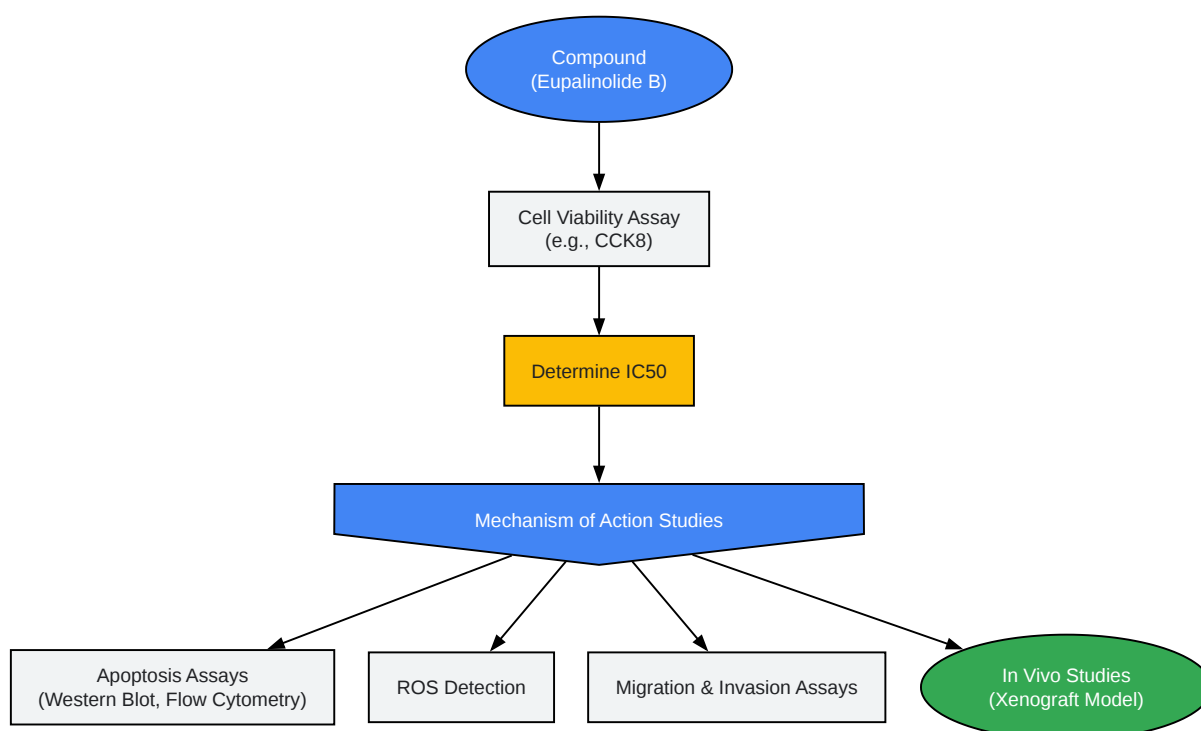 Compound
(Eupalinolide B)
Cell Viability Assay
(e.g., CCK8)
Determine IC50
Mechanism of Action Studies
Apoptosis Assays
(Western Blot, Flow Cytometry)
ROS Detection
Migration & Invasion Assays
In Vivo Studies
(Xenograft Model)